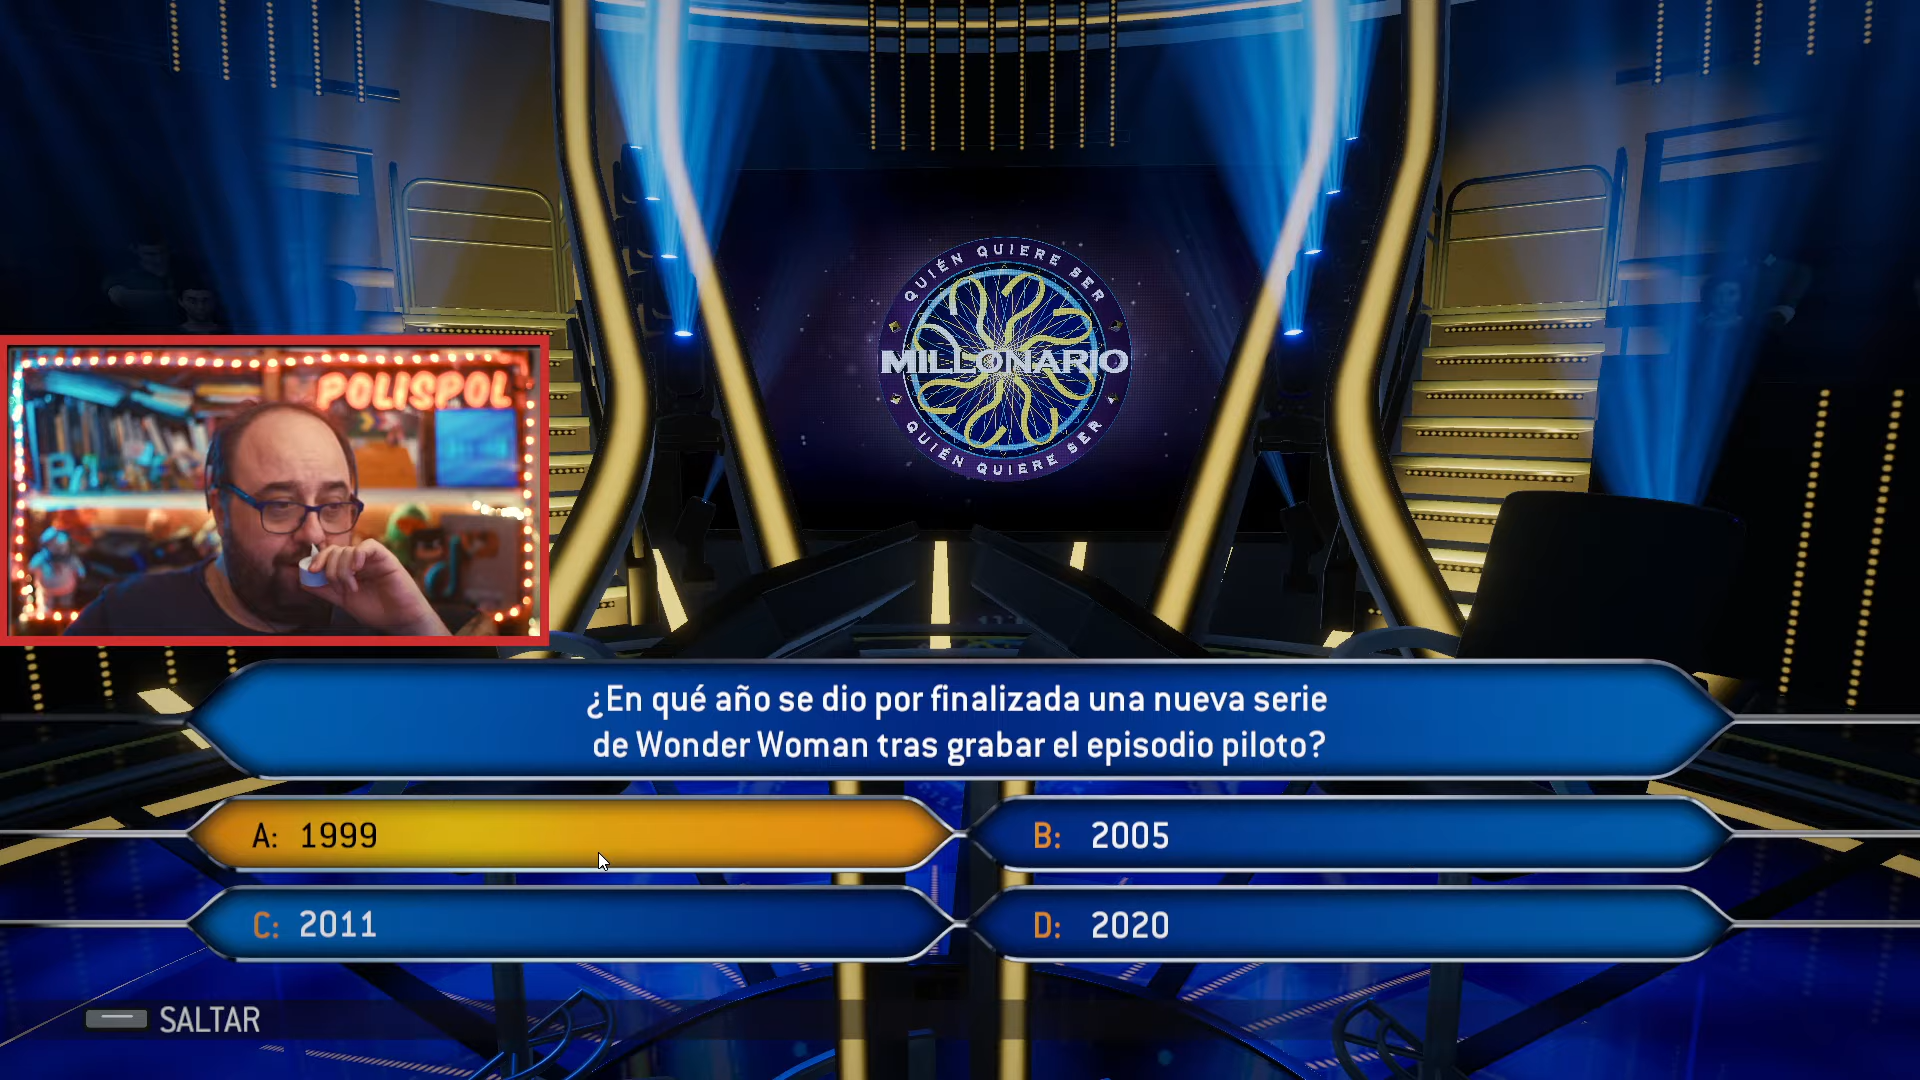 QUIÉN QUIERE SER
MILLONARIO
QUIÉN QUIERE SER
POLISPOL
¿En qué año se dio por finalizada una nueva serie
de Wonder Woman tras grabar el episodio piloto?
A: 1999
B: 2005
C: 2011
D: 2020
SALTAR